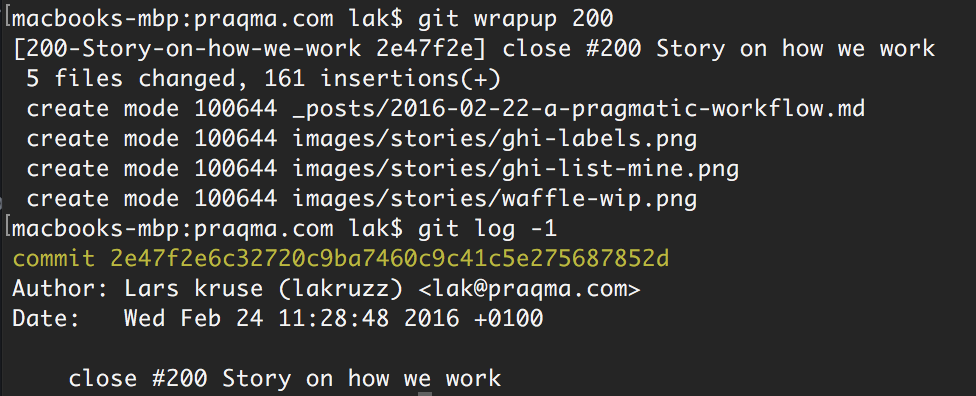 [macbooks-mbp:praqma.com lak$ git wrapup 200
[200-Story-on-how-we-work 2e47f2e] close #200 Story on how we work
 5 files changed, 161 insertions(+)
 create mode 100644 _posts/2016-02-22-a-pragmatic-workflow.md
 create mode 100644 images/stories/ghi-labels.png
 create mode 100644 images/stories/ghi-list-mine.png
 create mode 100644 images/stories/waffle-wip.png
[macbooks-mbp:praqma.com lak$ git log -1
commit 2e47f2e6c32720c9ba7460c9c41c5e275687852d
Author: Lars kruse (lakruzz) <lak@praqma.com>
Date:   Wed Feb 24 11:28:48 2016 +0100
    close #200 Story on how we work